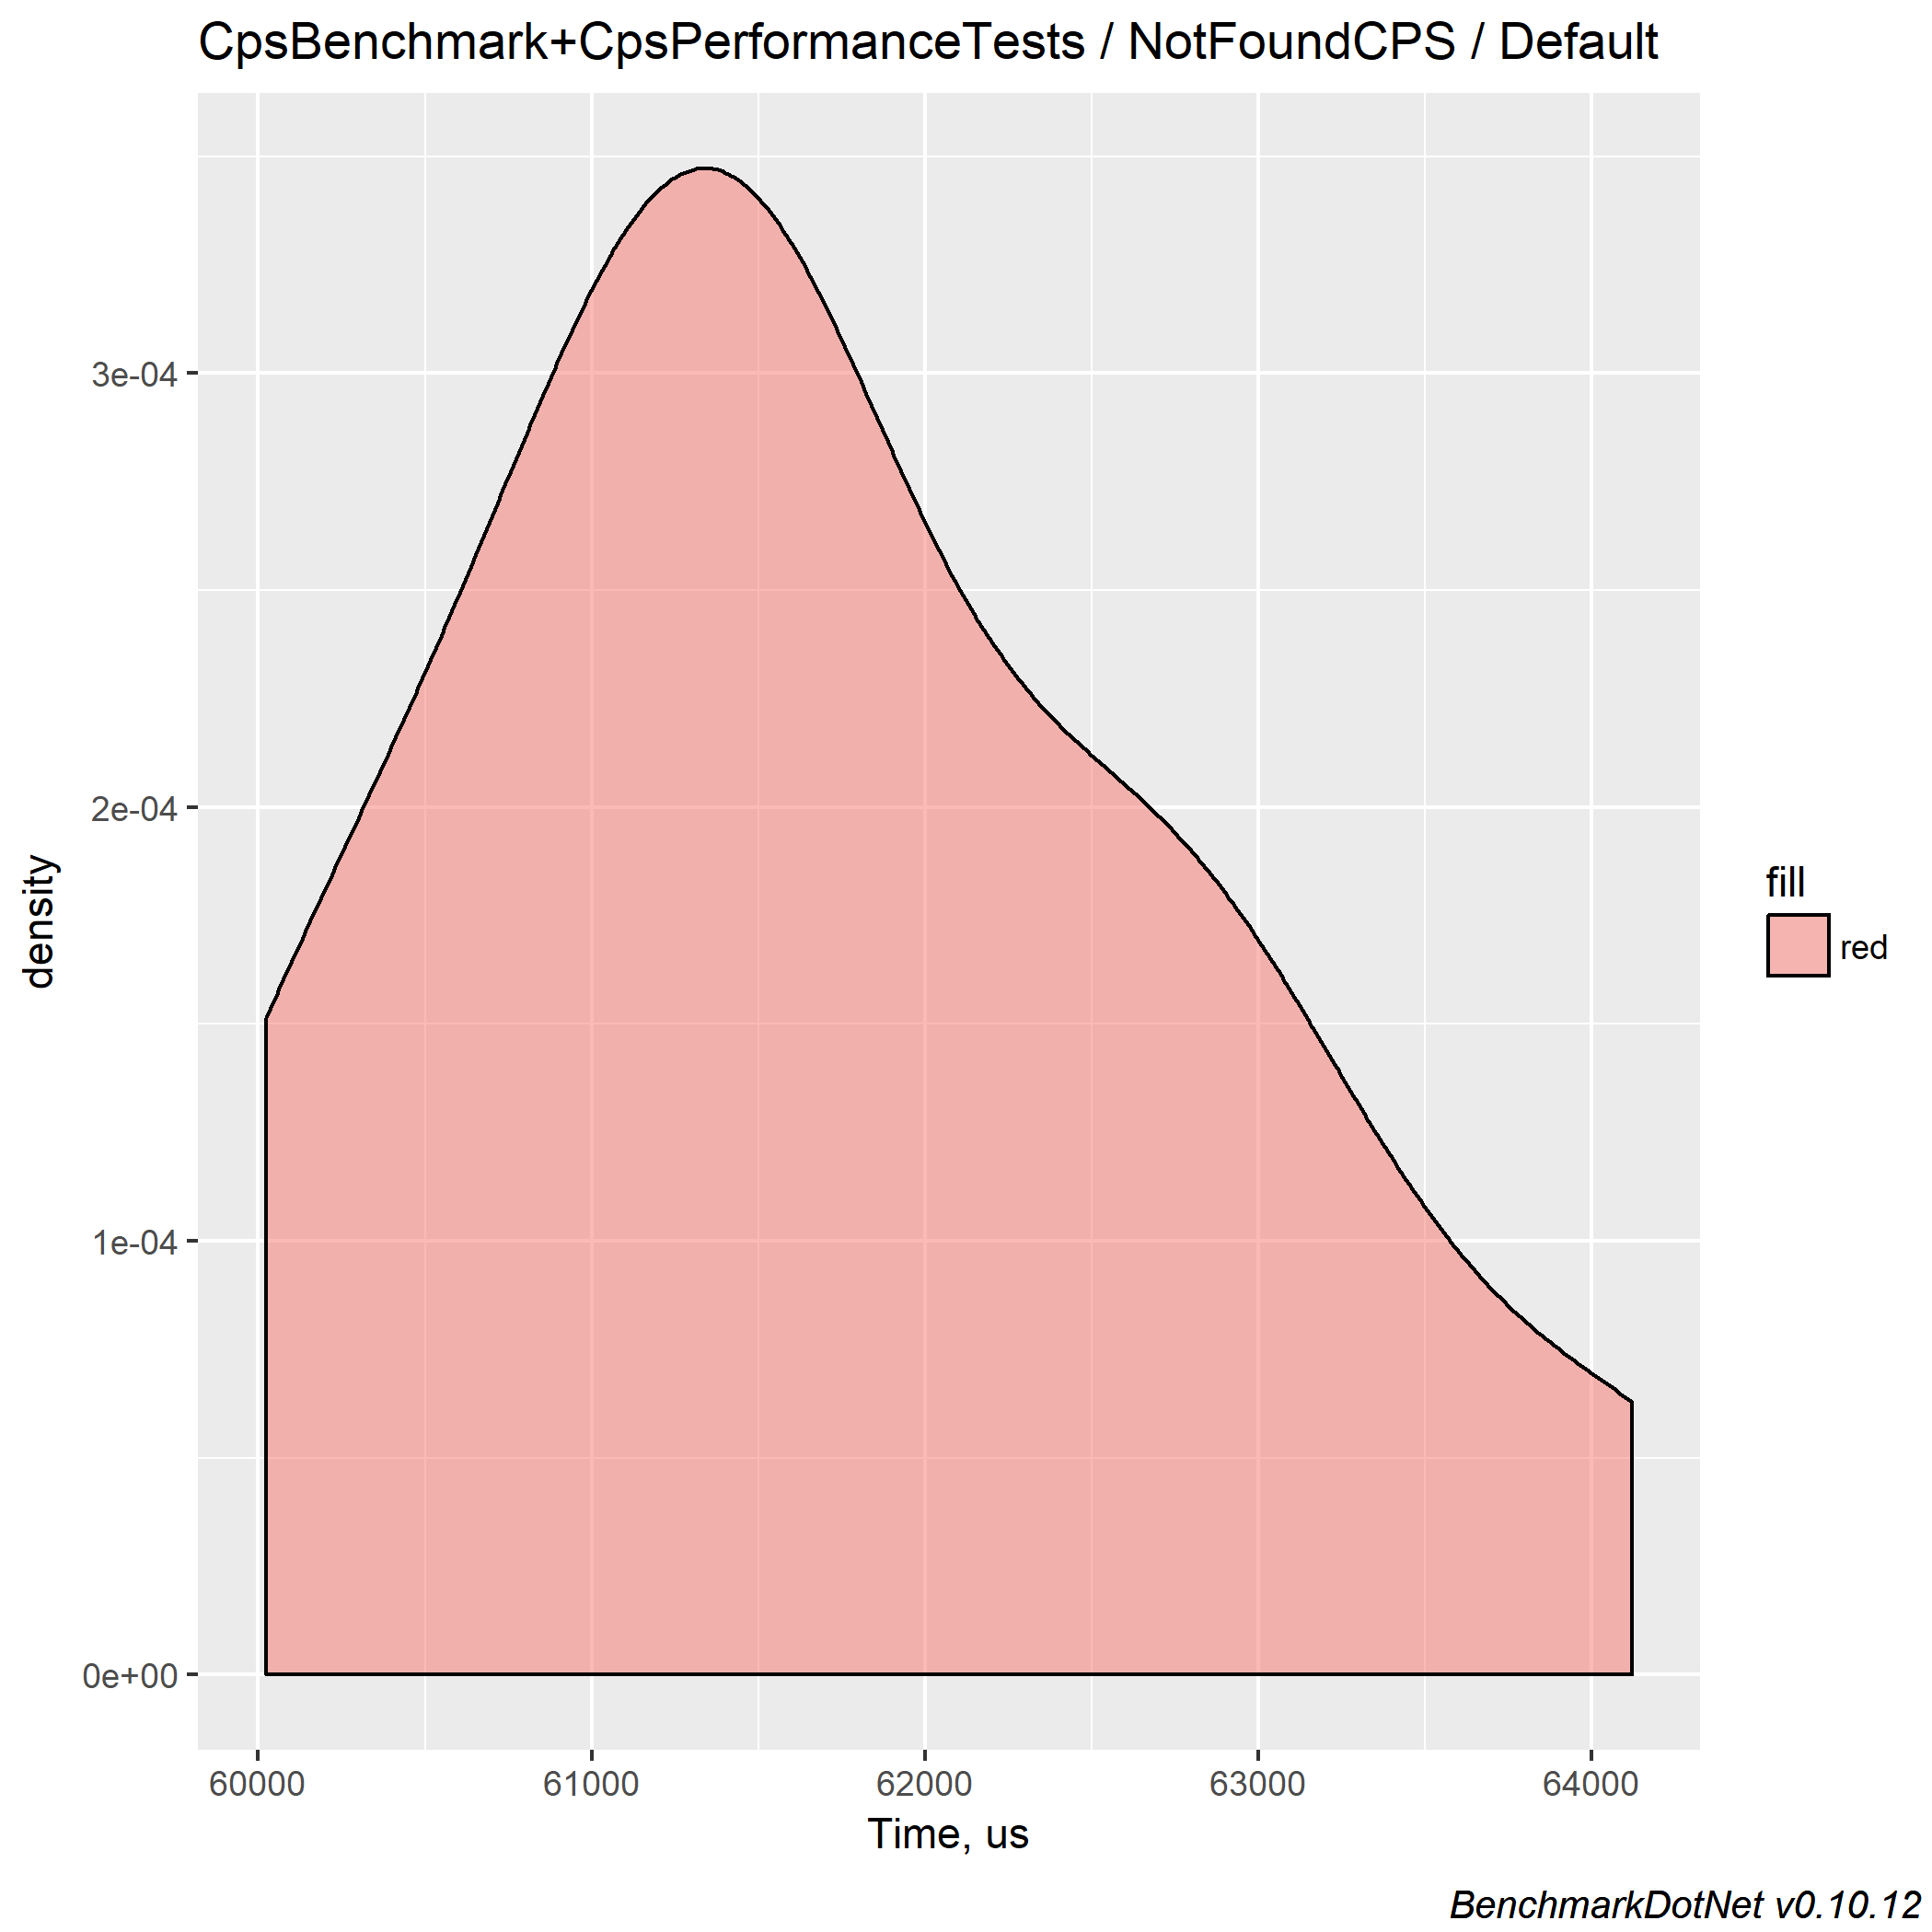 CpsBenchmark+CpsPerformanceTests / NotFoundCPS / Default
3e-04
2e-04
1e-04
0e+00
density
60000 61000 62000 63000 64000
Time, us
fill
red
BenchmarkDotNet v0.10.12